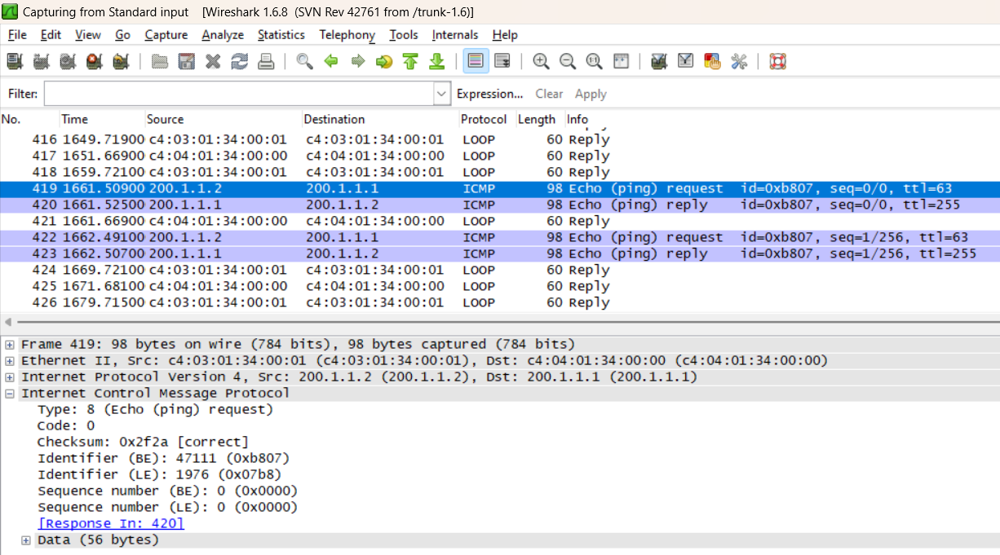 Capturing from Standard input [Wireshark 1.6.8 (SVN Rev 42761 from /trunk-1.6)]
File Edit View Go Capture Analyze Statistics Telephony Tools Internals Help
Filter: Expression... Clear Apply
No. Time Source Destination Protocol Length Info
416 1649.71900 c4:03:01:34:00:01 c4:03:01:34:00:01 LOOP 60 Reply
417 1651.66900 c4:04:01:34:00:00 c4:04:01:34:00:00 LOOP 60 Reply
418 1659.72100 c4:03:01:34:00:01 c4:03:01:34:00:01 LOOP 60 Reply
419 1661.50900 200.1.1.2 200.1.1.1 ICMP 98 Echo (ping) request id=0xb807, seq=0/0, ttl=63
420 1661.52500 200.1.1.1 200.1.1.2 ICMP 98 Echo (ping) reply id=0xb807, seq=0/0, ttl=255
421 1661.66900 c4:04:01:34:00:00 c4:04:01:34:00:00 LOOP 60 Reply
422 1662.49100 200.1.1.2 200.1.1.1 ICMP 98 Echo (ping) request id=0xb807, seq=1/256, ttl=63
423 1662.50700 200.1.1.1 200.1.1.2 ICMP 98 Echo (ping) reply id=0xb807, seq=1/256, ttl=255
424 1669.72100 c4:03:01:34:00:01 c4:03:01:34:00:01 LOOP 60 Reply
425 1671.68100 c4:04:01:34:00:00 c4:04:01:34:00:00 LOOP 60 Reply
426 1679.71500 c4:03:01:34:00:01 c4:03:01:34:00:01 LOOP 60 Reply
Frame 419: 98 bytes on wire (784 bits), 98 bytes captured (784 bits)
Ethernet II, Src: c4:03:01:34:00:01 (c4:03:01:34:00:01), Dst: c4:04:01:34:00:00 (c4:04:01:34:00:00)
Internet Protocol Version 4, Src: 200.1.1.2 (200.1.1.2), Dst: 200.1.1.1 (200.1.1.1)
Internet Control Message Protocol
Type: 8 (Echo (ping) request)
Code: 0
Checksum: 0x2f2a [correct]
Identifier (BE): 47111 (0xb807)
Identifier (LE): 1976 (0x07b8)
Sequence number (BE): 0 (0x0000)
Sequence number (LE): 0 (0x0000)
[Response In: 420]
Data (56 bytes)